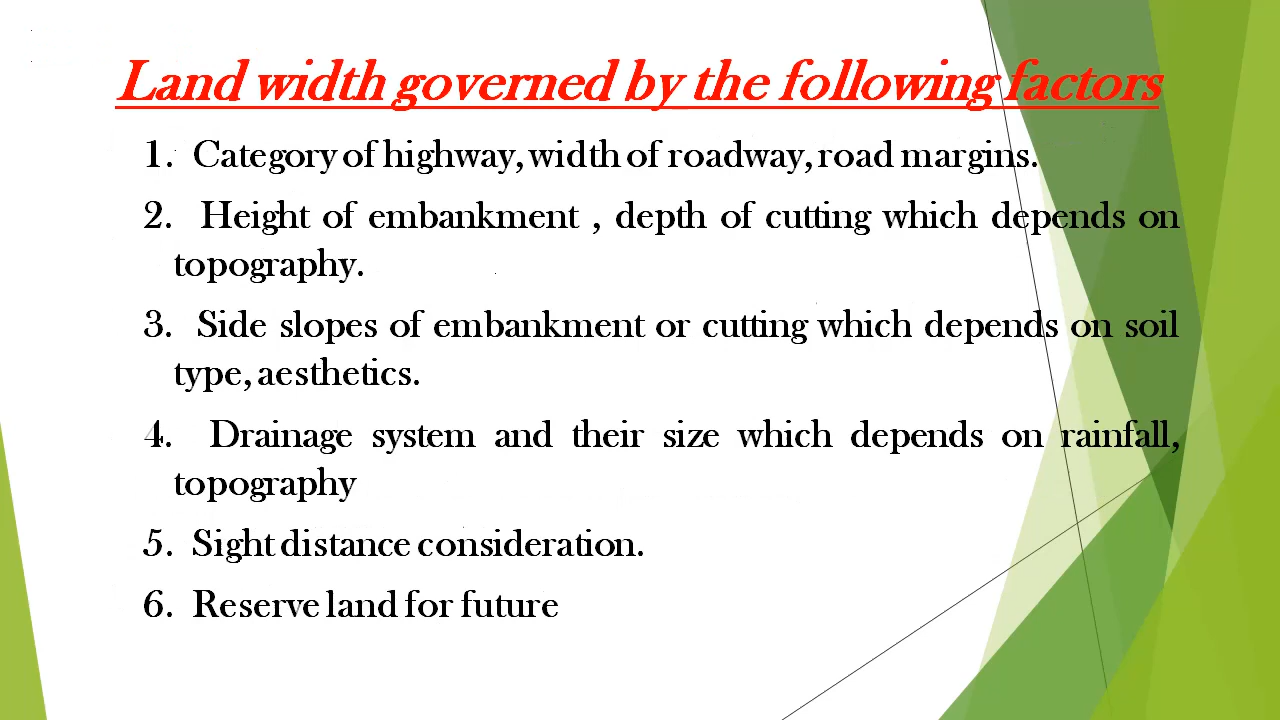 Land width governed by the following factors
1. Category of highway, width of roadway, road margins.
2. Height of embankment , depth of cutting which depends on
topography.
3. Side slopes of embankment or cutting which depends on soil
type, aesthetics.
4. Drainage system and their size which depends on rainfall,
topography
5. Sight distance consideration.
6. Reserve land for future